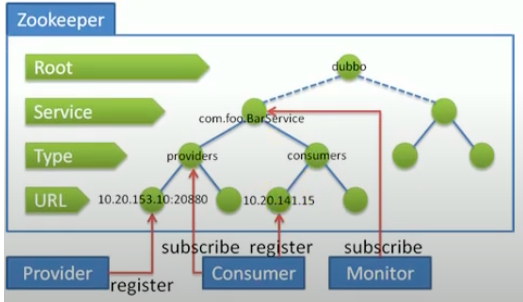 Zookeeper
Root
dubbo
Service
com.foo.BarService
Type
providers
consumers
URL
10.20.153.10:20880
10.20.141.15
subscribe
register
subscribe
Provider
register
Consumer
Monitor